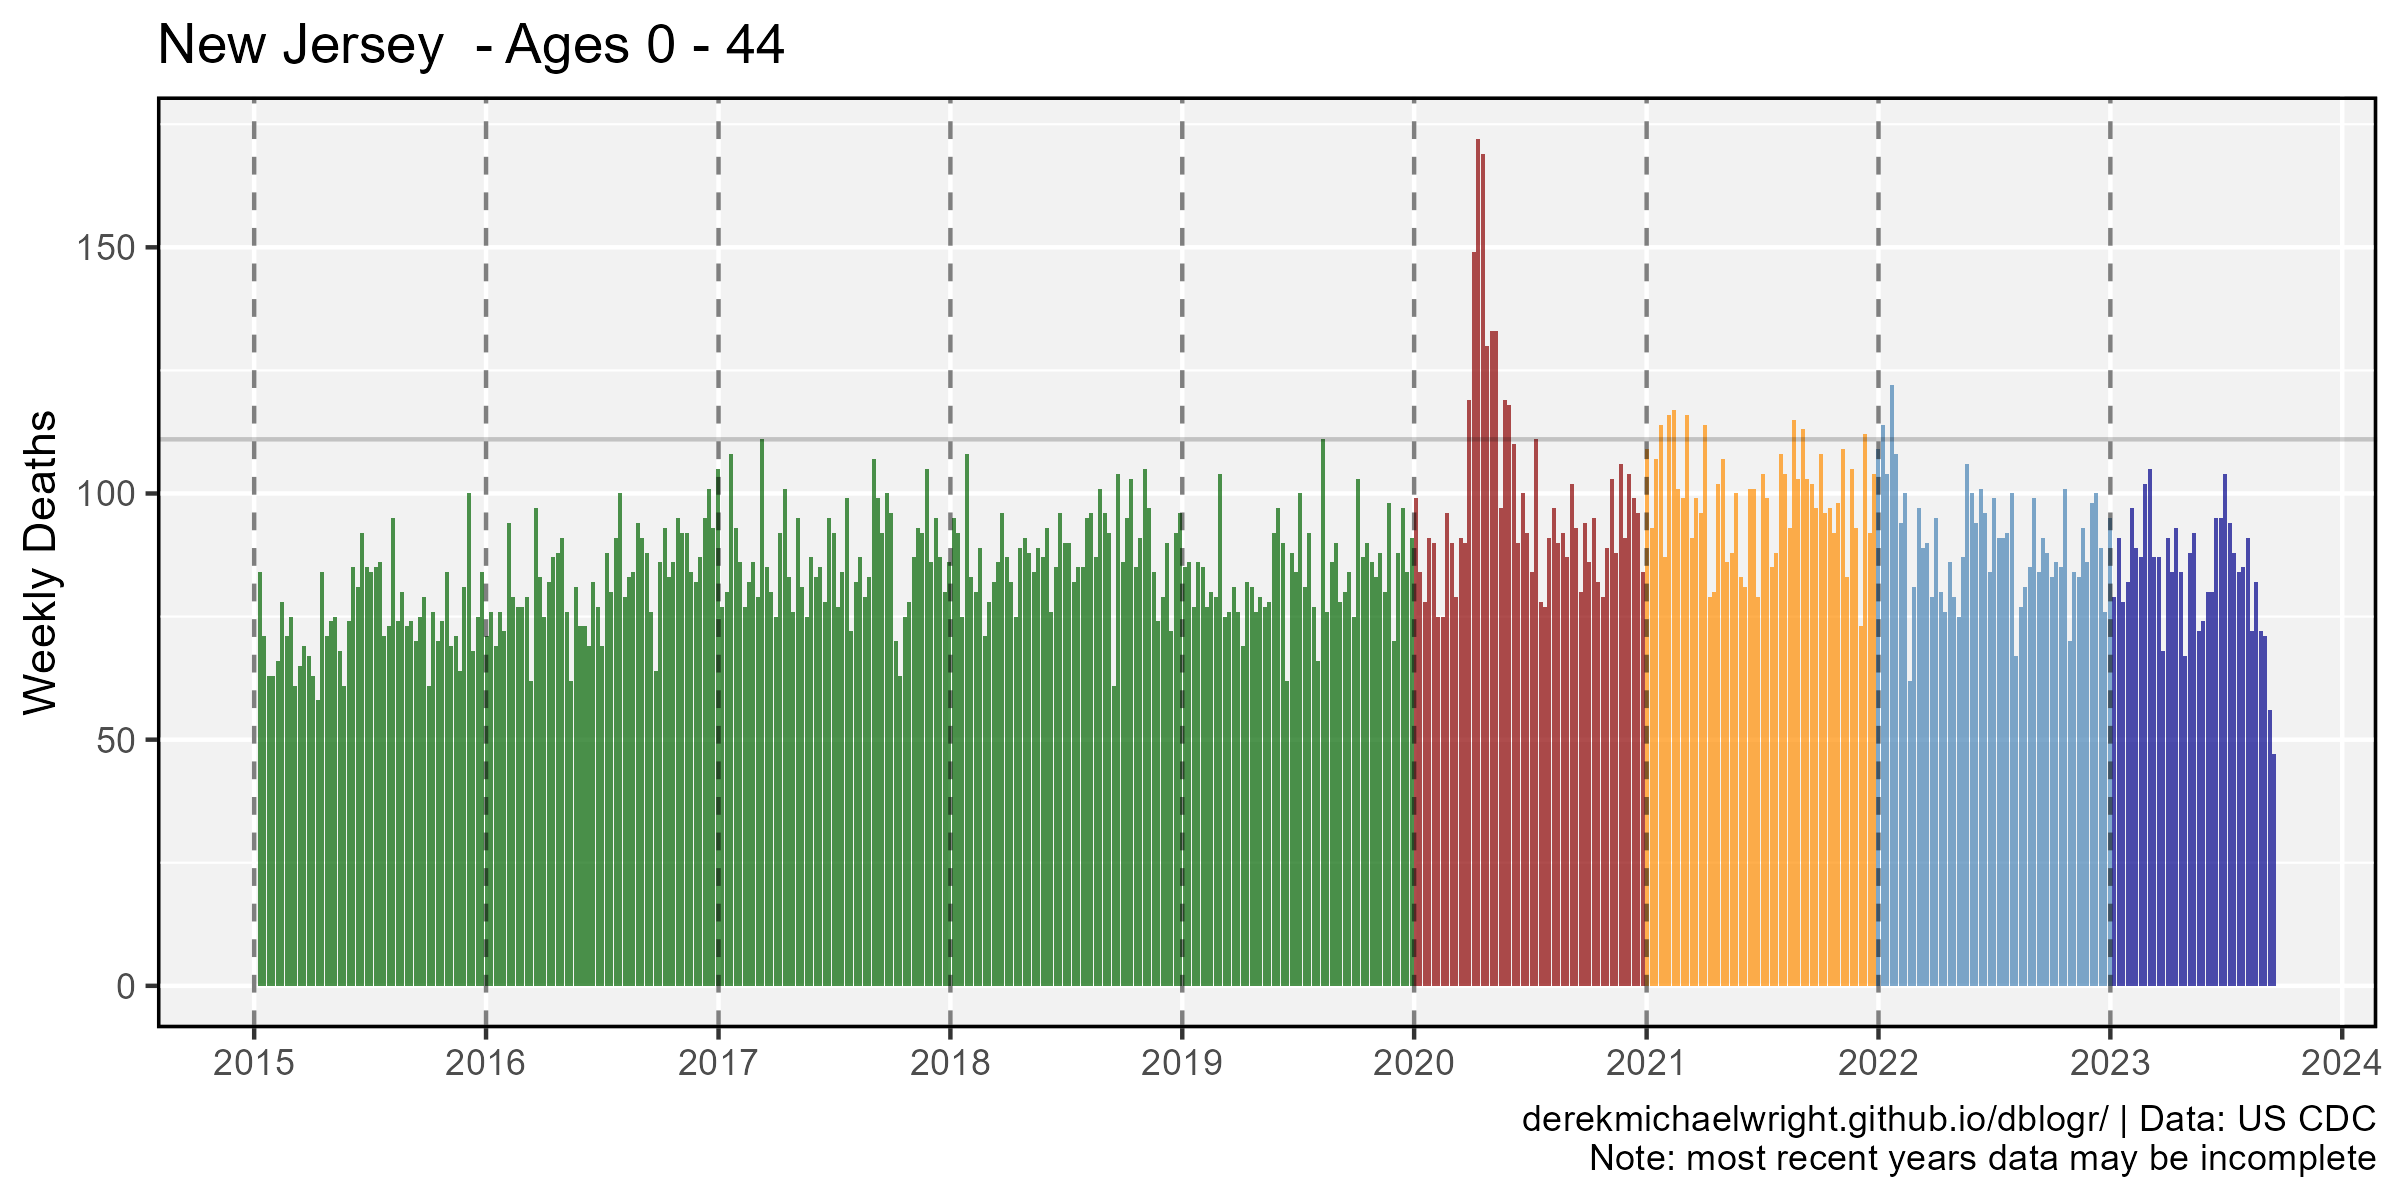 New Jersey  - Ages 0 - 44
Weekly Deaths
150
100
50
0
2015 2016 2017 2018 2019 2020 2021 2022 2023 2024
derekmichaelwright.github.io/dblogr/ | Data: US CDC
Note: most recent years data may be incomplete